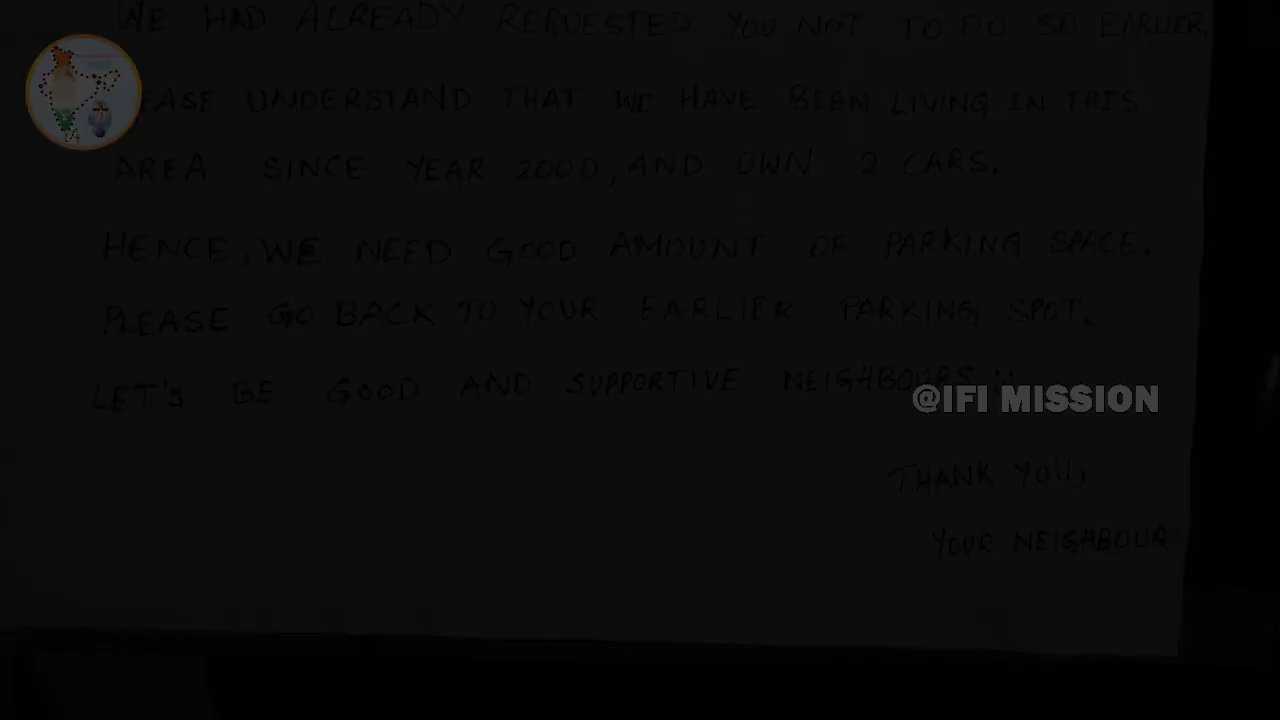 WE HAD ALREADY REQUESTED YOU NOT TO DO SO EARLIER.
EASE UNDERSTAND THAT WE HAVE BEEN LIVING IN THIS
AREA SINCE YEAR 2000, AND OWN 2 CARS.
HENCE, WE NEED GOOD AMOUNT OF PARKING SPACE.
PLEASE GO BACK TO YOUR EARLIER PARKING SPOT.
LET'S BE GOOD AND SUPPORTIVE NEIGHBOURS
@IFI MISSION
THANK YOU,
YOUR NEIGHBOUR